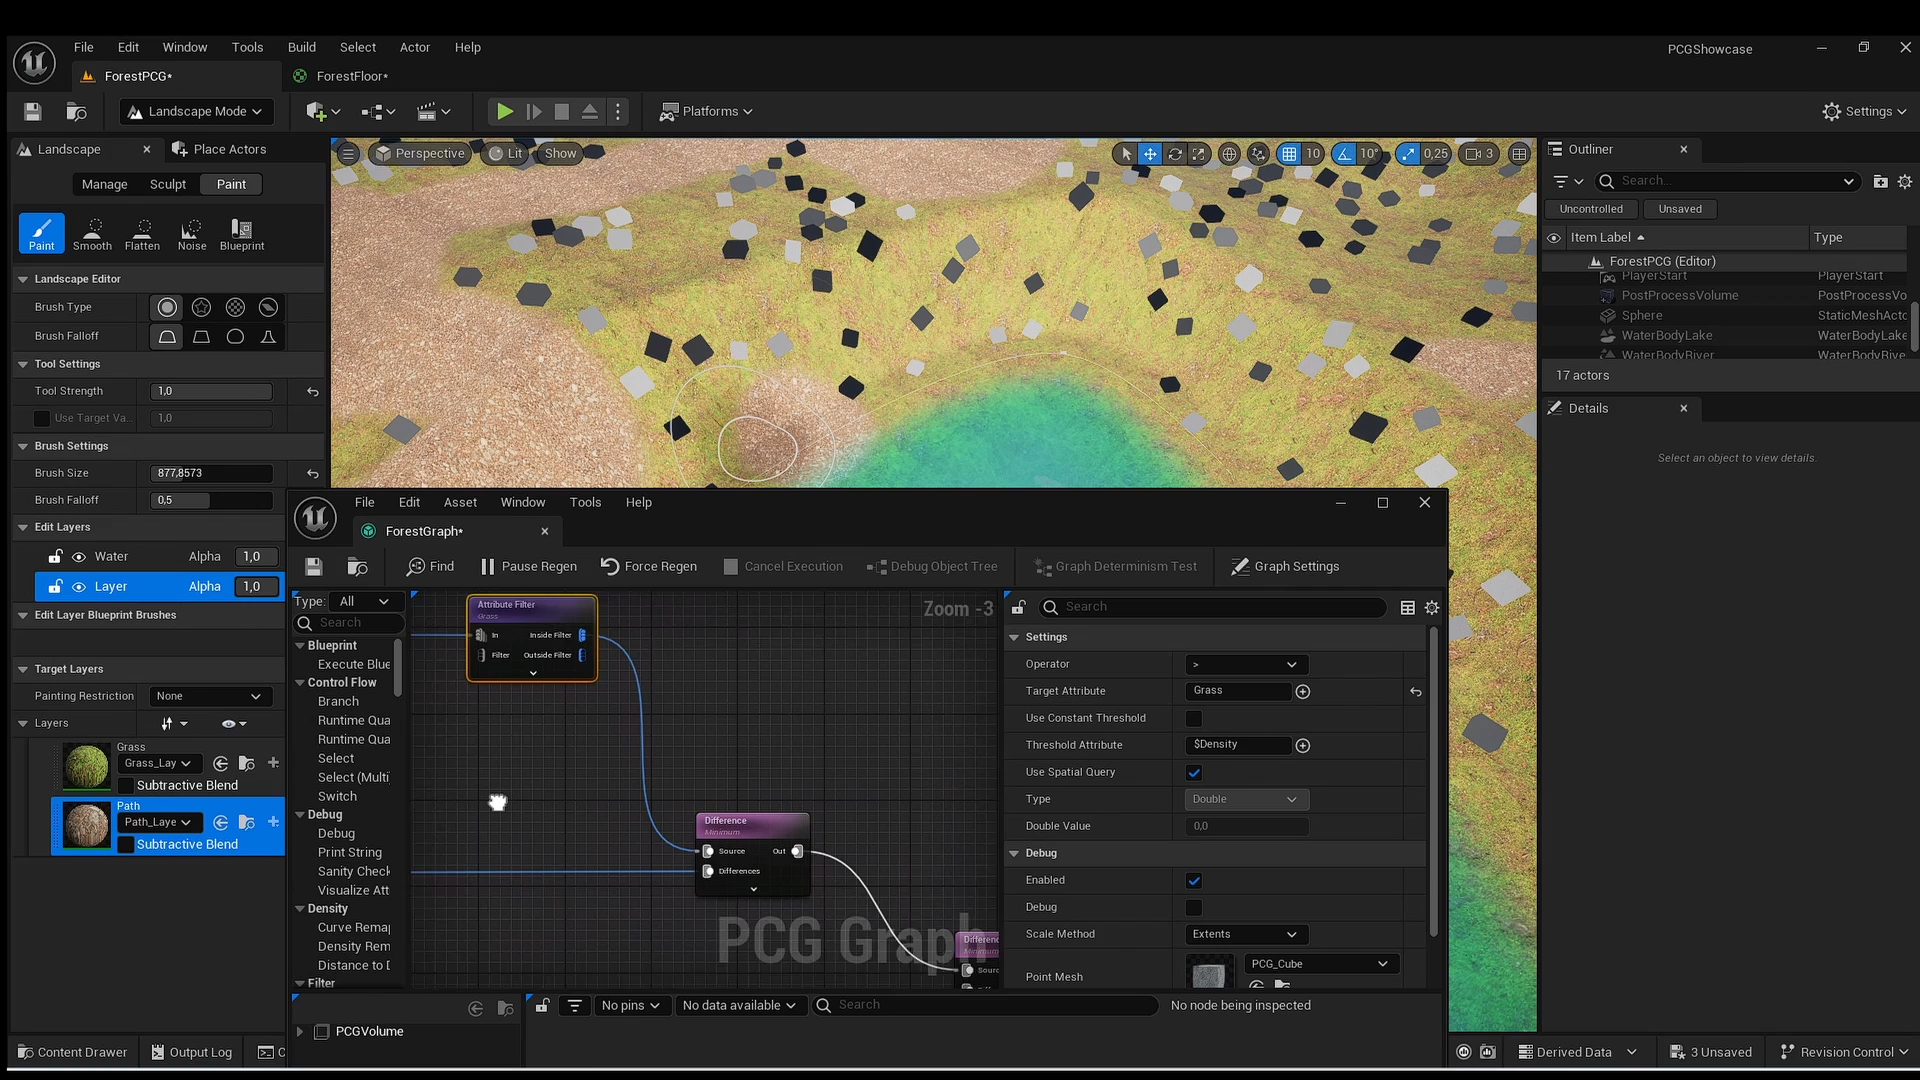 File Edit Window Tools Build Select Actor Help
PCGShowcase
ForestPCG*
ForestFloor*
Landscape Mode
Platforms
Settings
Landscape
Place Actors
Manage Sculpt Paint
Paint Smooth Flatten Noise Blueprint
Landscape Editor
Brush Type
Brush Falloff
Tool Settings
Tool Strength 1,0
Use Target Va... 1,0
Brush Settings
Brush Size 877,8573
Brush Falloff 0,5
Edit Layers
Water Alpha 1,0
Layer Alpha 1,0
Edit Layer Blueprint Brushes
Target Layers
Painting Restriction None
Layers
Grass
Grass_Lay
Subtractive Blend
Path
Path_Laye
Subtractive Blend
Perspective Lit Show
10 10° 0,25 3
Outliner
Search...
Uncontrolled Unsaved
Item Label Type
ForestPCG (Editor)
PlayerStart PlayerStart
PostProcessVolume PostProcessVo
Sphere StaticMeshActo
WaterBodyLake WaterBodyLake
WaterBodyRiver WaterBodyRive
17 actors
Details
Select an object to view details.
File Edit Asset Window Tools Help
ForestGraph*
Find Pause Regen Force Regen Cancel Execution Debug Object Tree Graph Determinism Test Graph Settings
Type: All
Search
Blueprint
Execute Blue
Control Flow
Branch
Runtime Qua
Runtime Qua
Select
Select (Multi
Switch
Debug
Debug
Print String
Sanity Check
Visualize Att
Density
Curve Remap
Density Rem
Distance to D
Filter
Zoom -3
Attribute Filter
Grass
In Inside Filter
Filter Outside Filter
Difference
Minimum
Source Out
Differences
Differenc
Minimum
Sourc
PCG Graph
Search
Settings
Operator >
Target Attribute Grass
Use Constant Threshold
Threshold Attribute $Density
Use Spatial Query
Type Double
Double Value 0,0
Debug
Enabled
Debug
Scale Method Extents
Point Mesh PCG_Cube
PCGVolume
No pins No data available Search No node being inspected
Content Drawer Output Log C
Derived Data 3 Unsaved Revision Control